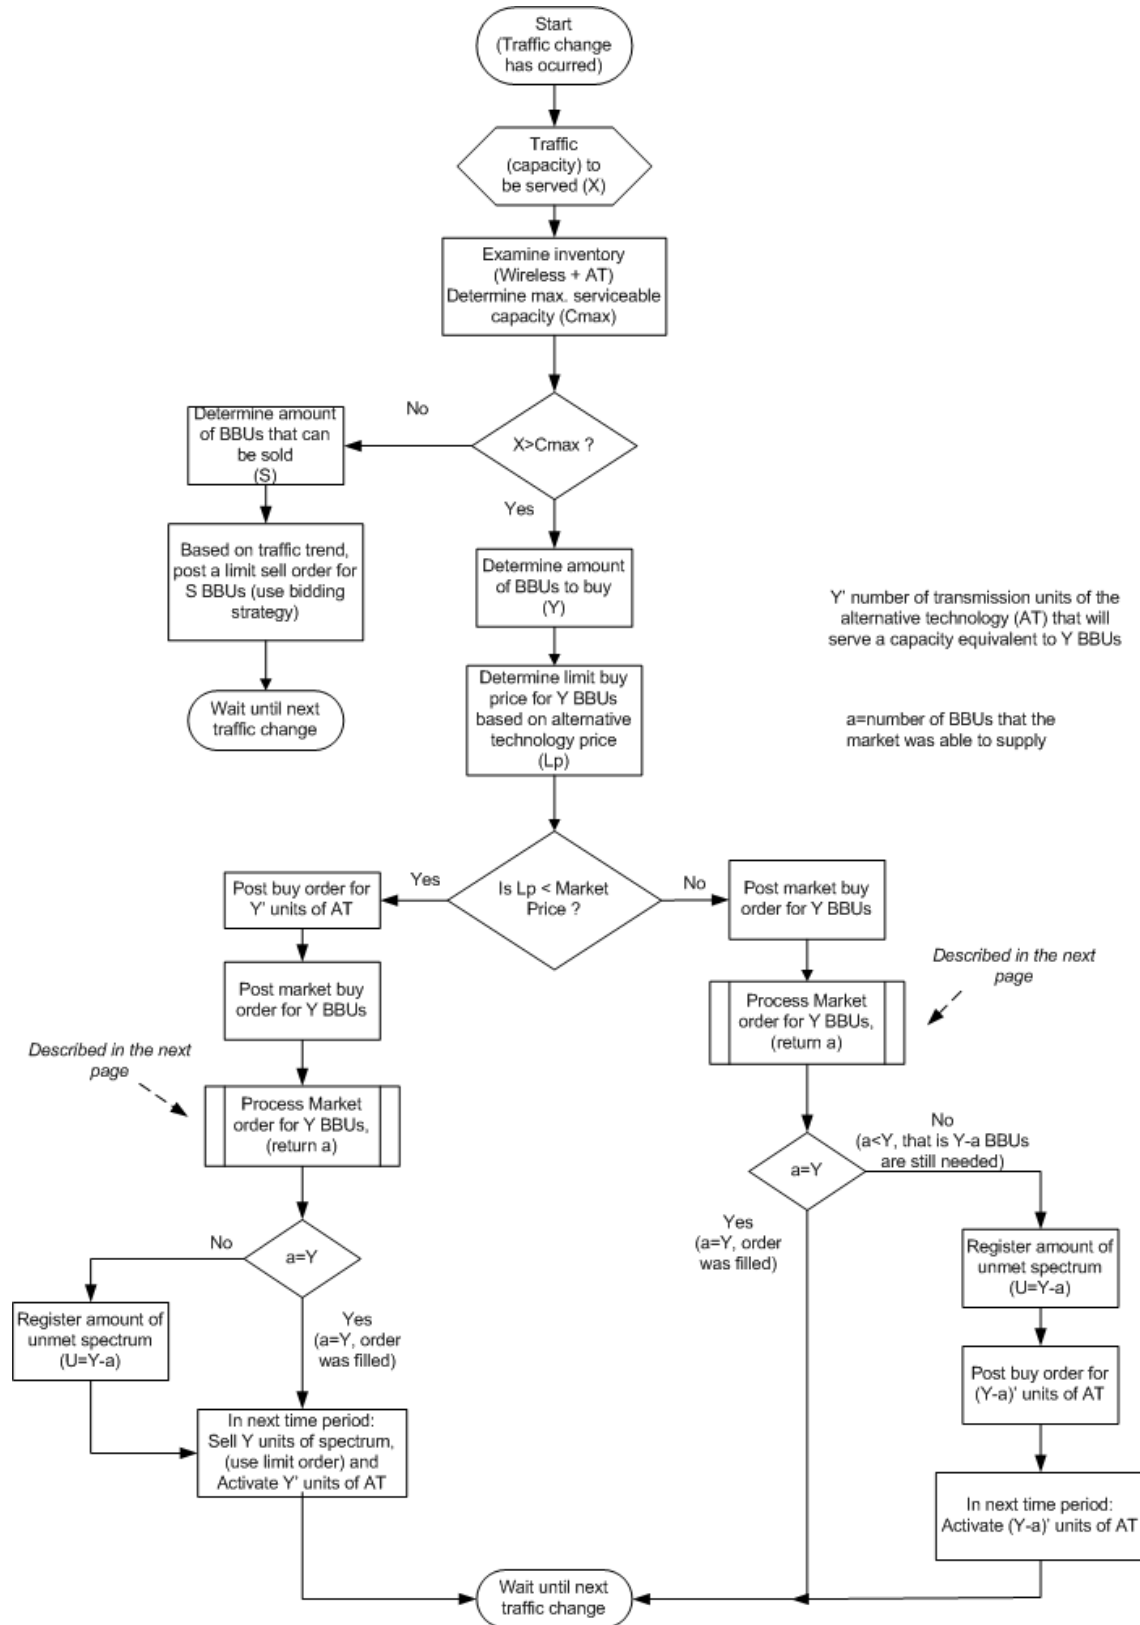 Start
(Traffic change
has ocurred)
Traffic
(capacity) to
be served (X)
Examine inventory
(Wireless + AT)
Determine max. serviceable
capacity (Cmax)
X>Cmax ?
No
Determine amount
of BBUs that can
be sold
(S)
Based on traffic trend,
post a limit sell order for
S BBUs (use bidding
strategy)
Wait until next
traffic change
Yes
Determine amount
of BBUs to buy
(Y)
Determine limit buy
price for Y BBUs
based on alternative
technology price
(Lp)
Y' number of transmission units of the
alternative technology (AT) that will
serve a capacity equivalent to Y BBUs
a=number of BBUs that the
market was able to supply
Is Lp < Market
Price ?
Yes
Post buy order for
Y' units of AT
Post market buy
order for Y BBUs
Described in the next
page
Process Market
order for Y BBUs,
(return a)
a=Y
No
Register amount of
unmet spectrum
(U=Y-a)
Yes
(a=Y, order
was filled)
In next time period:
Sell Y units of spectrum,
(use limit order) and
Activate Y' units of AT
No
Post market buy
order for Y BBUs
Described in the next
page
Process Market
order for Y BBUs,
(return a)
a=Y
No
(a<Y, that is Y-a BBUs
are still needed)
Yes
(a=Y, order
was filled)
Register amount of
unmet spectrum
(U=Y-a)
Post buy order for
(Y-a)' units of AT
In next time period:
Activate (Y-a)' units of AT
Wait until next
traffic change